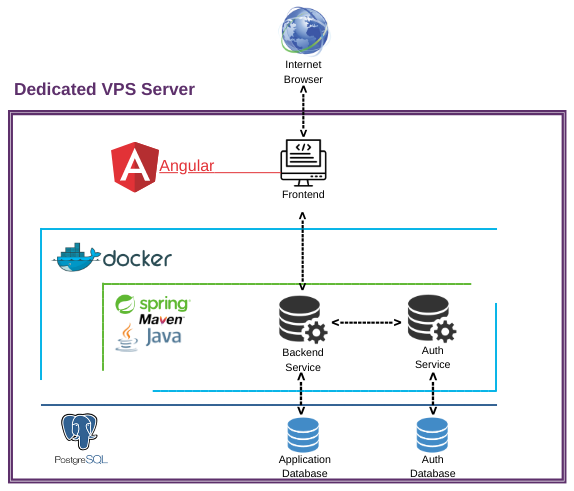 Internet
Browser
Dedicated VPS Server
</>
Angular
Frontend
docker
spring
Maven
Java
Backend
Service
Auth
Service
PostgreSQL
Application
Database
Auth
Database